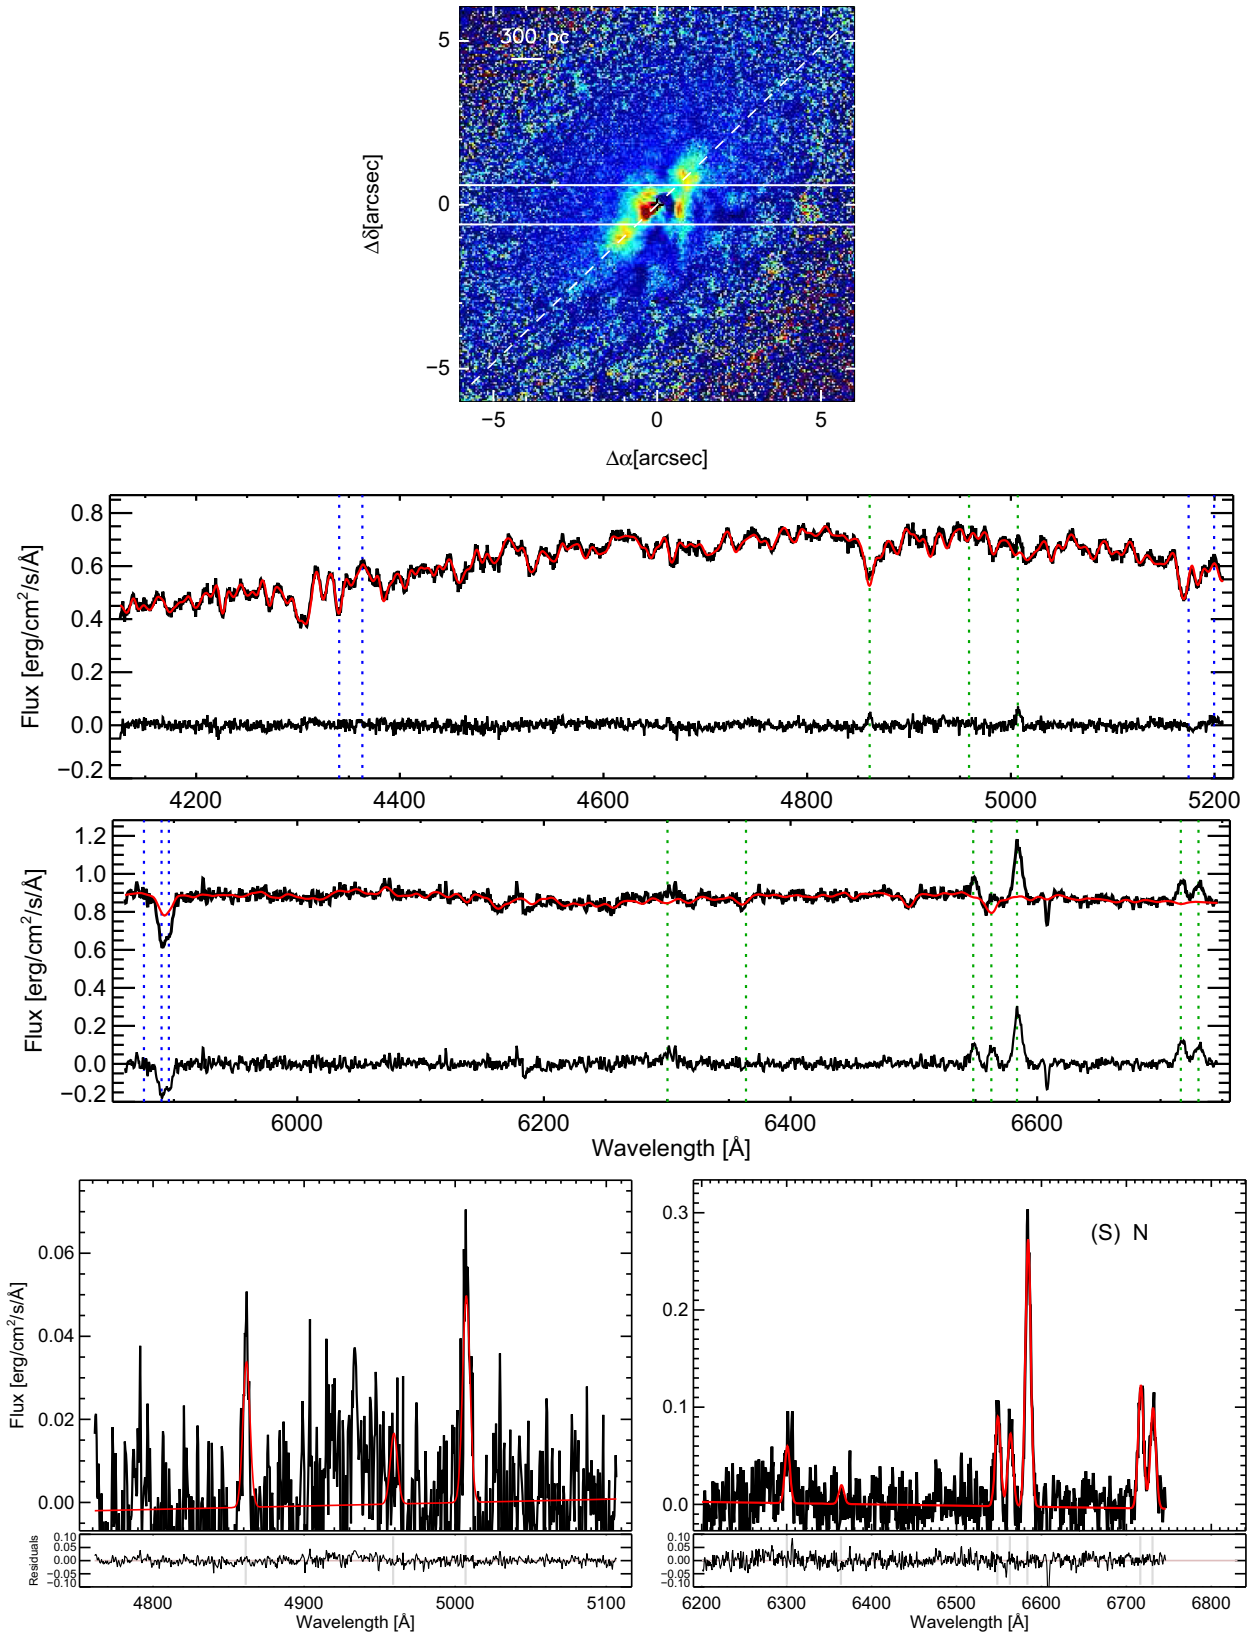 300 pc
5
0
−5
Δδ[arcsec]
−5 0 5
Δα[arcsec]
0.8
0.6
0.4
0.2
0.0
−0.2
Flux [erg/cm²/s/Å]
4200 4400 4600 4800 5000 5200
1.2
1.0
0.8
0.6
0.4
0.2
0.0
−0.2
Flux [erg/cm²/s/Å]
6000 6200 6400 6600
Wavelength [Å]
0.06
0.04
0.02
0.00
Flux [erg/cm²/s/Å]
0.10
0.05
0.00
−0.05
−0.10
Residuals
4800 4900 5000 5100
Wavelength [Å]
(S) N
0.3
0.2
0.1
0.0
0.10
0.05
0.00
−0.05
−0.10
6200 6300 6400 6500 6600 6700 6800
Wavelength [Å]